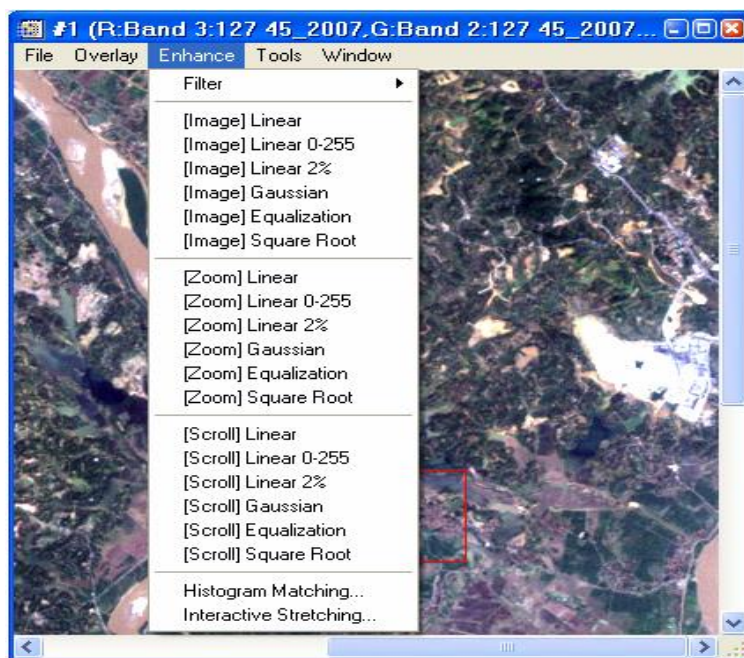 #1 (R:Band 3:127 45_2007,G:Band 2:127 45_2007...
File Overlay Enhance Tools Window
Filter
[Image] Linear
[Image] Linear 0-255
[Image] Linear 2%
[Image] Gaussian
[Image] Equalization
[Image] Square Root
[Zoom] Linear
[Zoom] Linear 0-255
[Zoom] Linear 2%
[Zoom] Gaussian
[Zoom] Equalization
[Zoom] Square Root
[Scroll] Linear
[Scroll] Linear 0-255
[Scroll] Linear 2%
[Scroll] Gaussian
[Scroll] Equalization
[Scroll] Square Root
Histogram Matching...
Interactive Stretching...